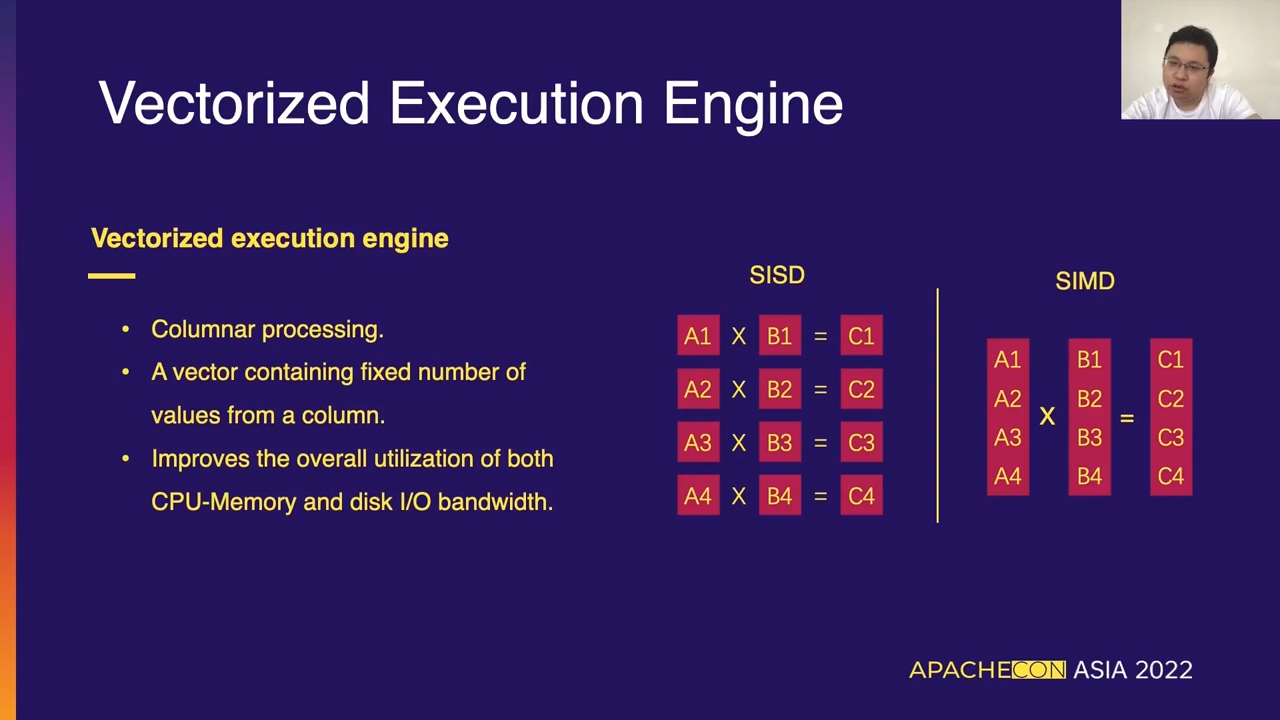 Vectorized Execution Engine
Vectorized execution engine
• Columnar processing.
• A vector containing fixed number of
values from a column.
• Improves the overall utilization of both
CPU-Memory and disk I/O bandwidth.
SISD
A1 X B1 = C1
A2 X B2 = C2
A3 X B3 = C3
A4 X B4 = C4
SIMD
A1 B1 C1
A2 B2 C2
X =
A3 B3 C3
A4 B4 C4
APACHECON ASIA 2022